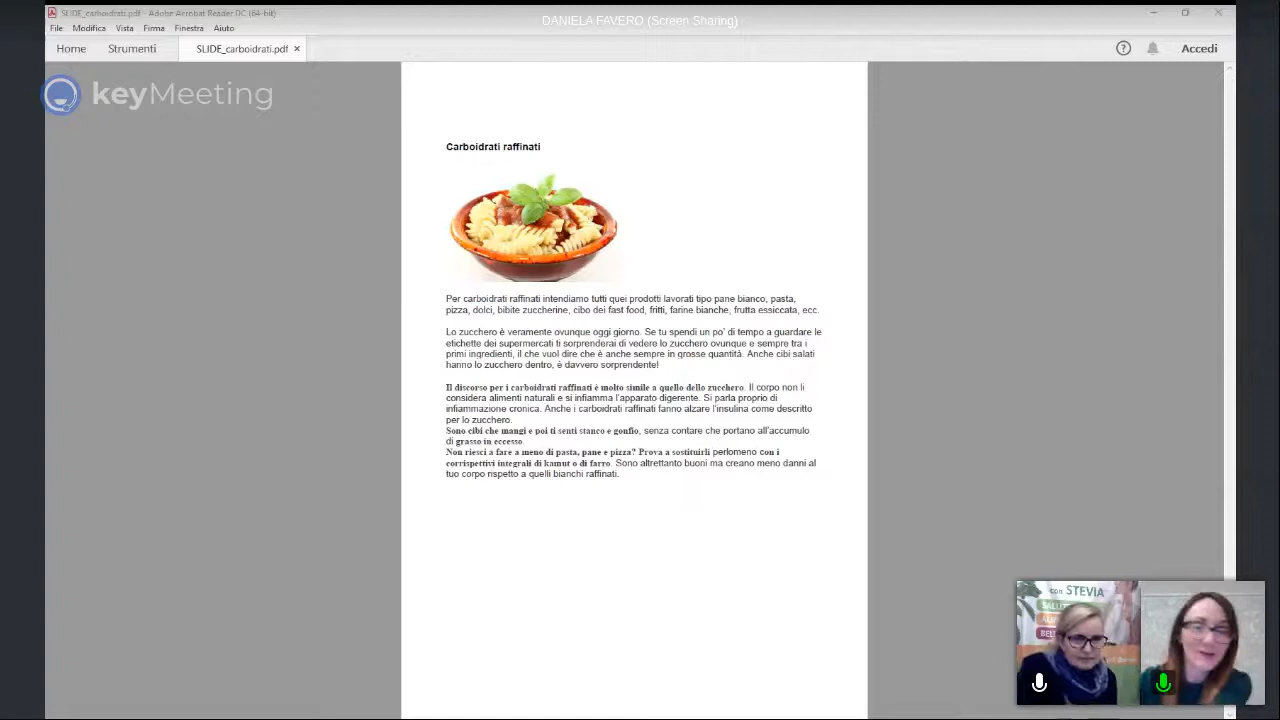 SLIDE_carboidrati.pdf - Adobe Acrobat Reader DC (64-bit)
DANIELA FAVERO (Screen Sharing)
File Modifica Vista Firma Finestra Aiuto
Home Strumenti SLIDE_carboidrati.pdf × ? Accedi
keyMeeting
Carboidrati raffinati
Per carboidrati raffinati intendiamo tutti quei prodotti lavorati tipo pane bianco, pasta,
pizza, dolci, bibite zuccherine, cibo dei fast food, fritti, farine bianche, frutta essiccata, ecc.
Lo zucchero è veramente ovunque oggi giorno. Se tu spendi un po' di tempo a guardare le
etichette dei supermercati ti sorprenderai di vedere lo zucchero ovunque e sempre tra i
primi ingredienti, il che vuol dire che è anche sempre in grosse quantità. Anche cibi salati
hanno lo zucchero dentro, è davvero sorprendente!
Il discorso per i carboidrati raffinati è molto simile a quello dello zucchero. Il corpo non li
considera alimenti naturali e si infiamma l'apparato digerente. Si parla proprio di
infiammazione cronica. Anche i carboidrati raffinati fanno alzare l'insulina come descritto
per lo zucchero.
Sono cibi che mangi e poi ti senti stanco e gonfio, senza contare che portano all'accumulo
di grasso in eccesso.
Non riesci a fare a meno di pasta, pane e pizza? Prova a sostituirli perlomeno con i
corrispettivi integrali di kamut o di farro. Sono altrettanto buoni ma creano meno danni al
tuo corpo rispetto a quelli bianchi raffinati.
con STEVIA